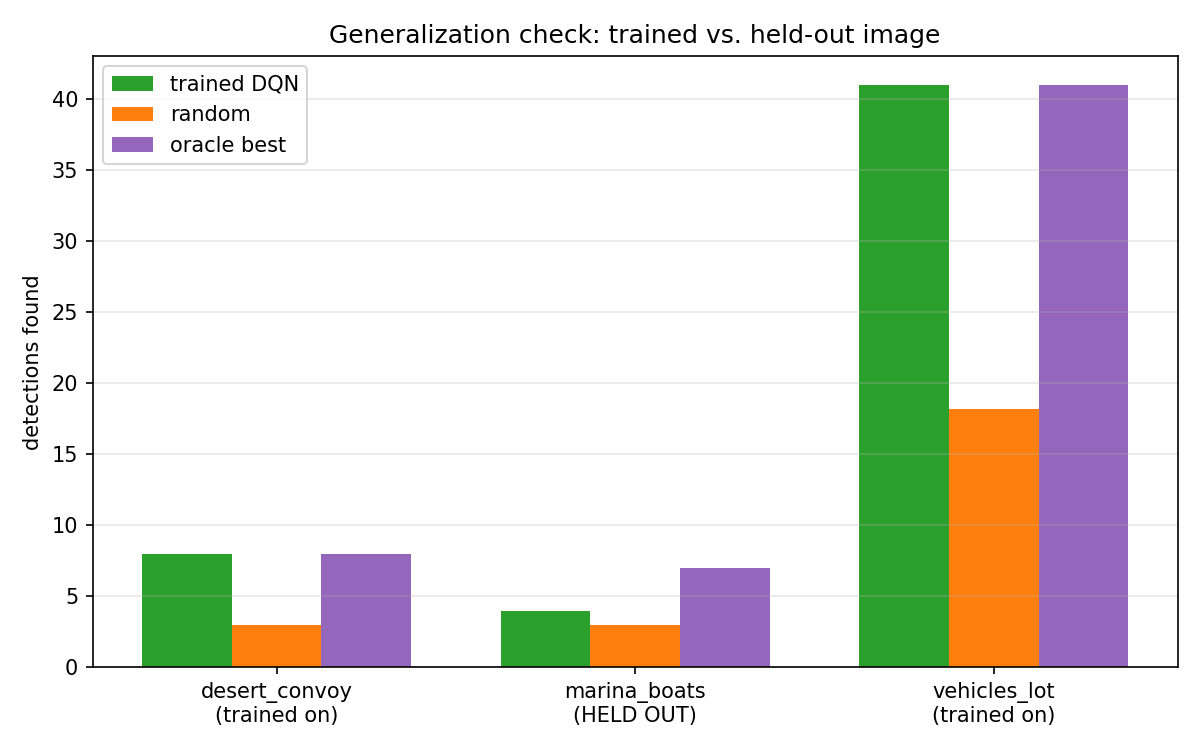 Generalization check: trained vs. held-out image
trained DQN
random
oracle best
detections found
40
35
30
25
20
15
10
5
0
desert_convoy
(trained on)
marina_boats
(HELD OUT)
vehicles_lot
(trained on)